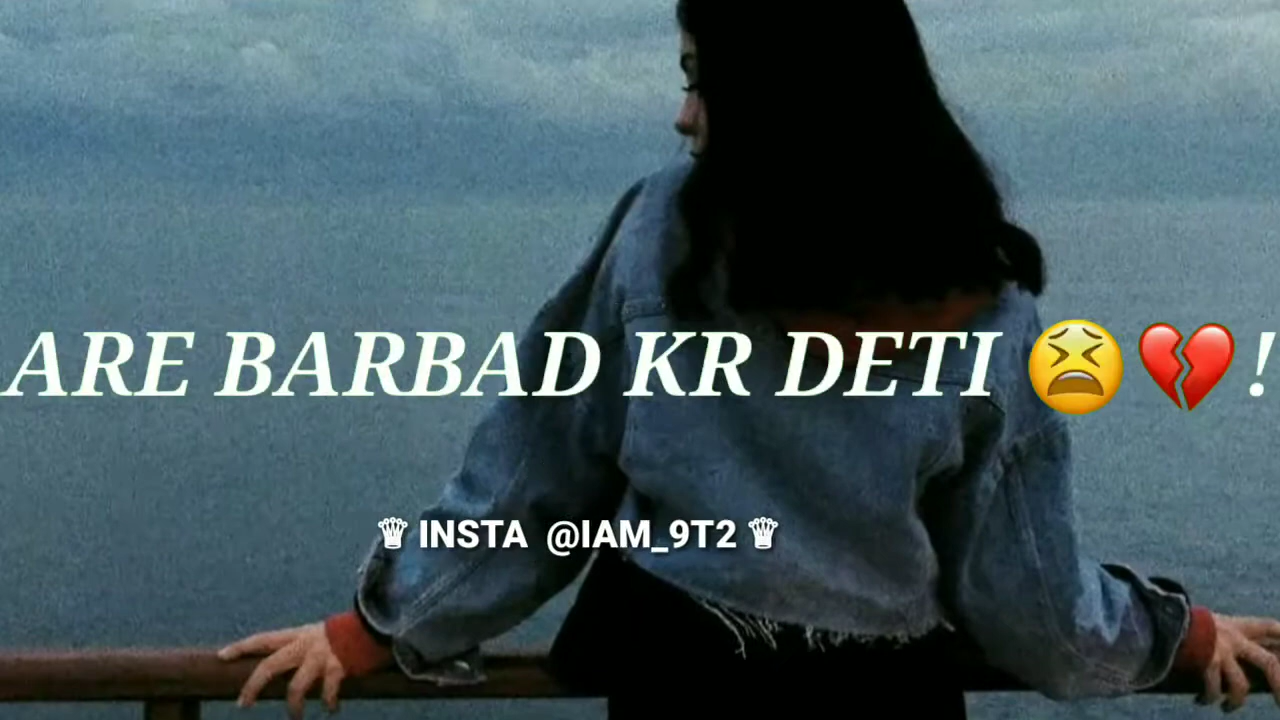 ARE BARBAD KR DETI 😫💔!
♛ INSTA @IAM_9T2 ♛